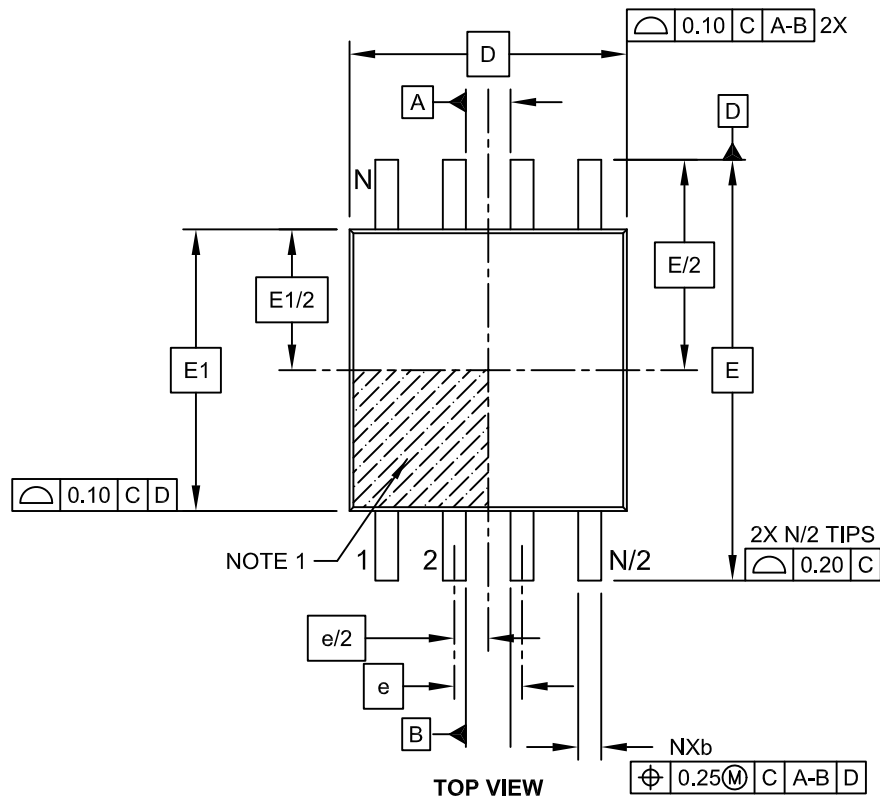 ⌓ 0.10 C A-B 2X
D
A
D
N
E/2
E1/2
E1
E
⌓ 0.10 C D
2X N/2 TIPS
NOTE 1
1
2
N/2
⌓ 0.20 C
e/2
e
B
NXb
⌖ 0.25Ⓜ C A-B D
TOP VIEW